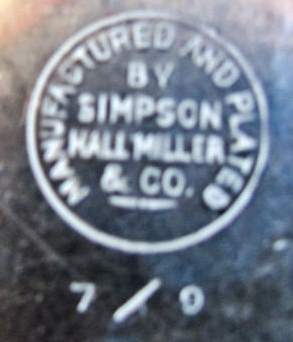 MANUFACTURED AND PLATED
BY
SIMPSON
HALL MILLER
& CO.
7/9